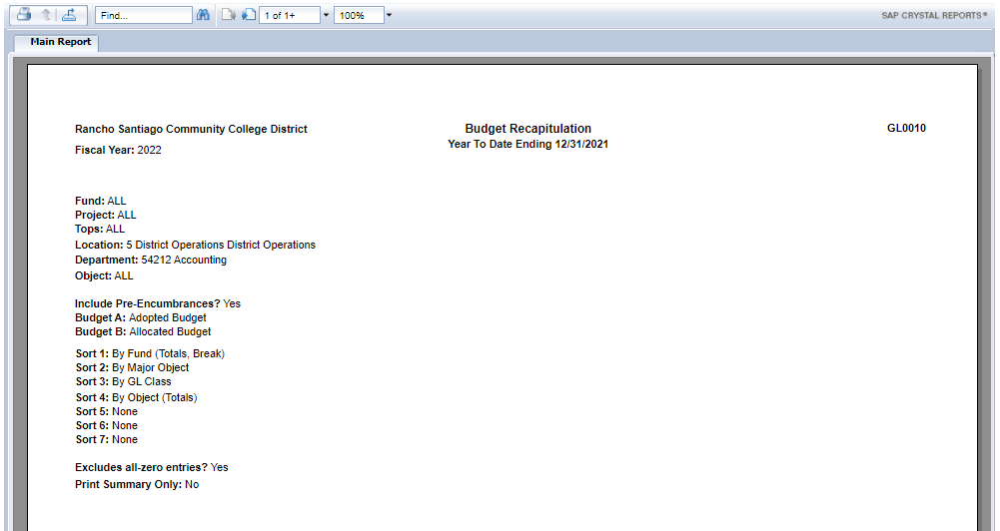 Find...
1 of 1+
100%
SAP CRYSTAL REPORTS®
Main Report
Rancho Santiago Community College District
Budget Recapitulation
GL0010
Year To Date Ending 12/31/2021
Fiscal Year: 2022
Fund: ALL
Project: ALL
Tops: ALL
Location: 5 District Operations District Operations
Department: 54212 Accounting
Object: ALL
Include Pre-Encumbrances? Yes
Budget A: Adopted Budget
Budget B: Allocated Budget
Sort 1: By Fund (Totals, Break)
Sort 2: By Major Object
Sort 3: By GL Class
Sort 4: By Object (Totals)
Sort 5: None
Sort 6: None
Sort 7: None
Excludes all-zero entries? Yes
Print Summary Only: No